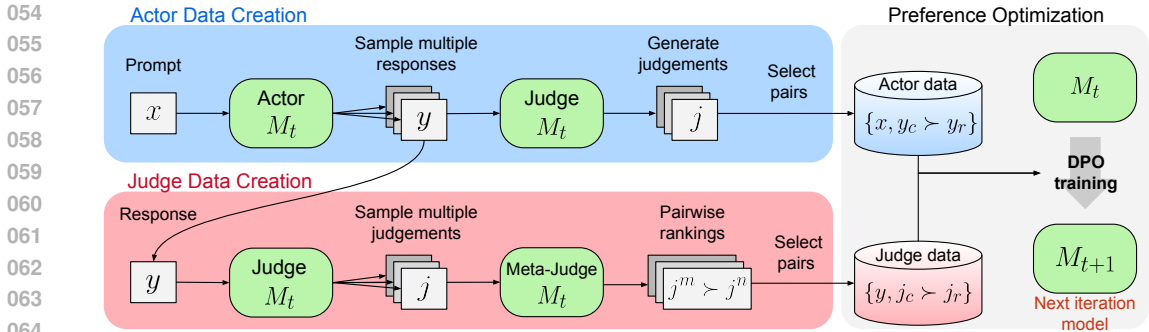 054
055
056
057
058
059
060
061
062
063
064
Actor Data Creation
Prompt
x
Actor
M_t
Sample multiple
responses
y
Judge
M_t
Generate
judgements
j
Select
pairs
Judge Data Creation
Response
y
Judge
M_t
Sample multiple
judgements
j
Meta-Judge
M_t
Pairwise
rankings
j^m ≻ j^n
Select
pairs
Preference Optimization
Actor data
{x, y_c ≻ y_r}
Judge data
{y, j_c ≻ j_r}
M_t
DPO
training
M_{t+1}
Next iteration
model